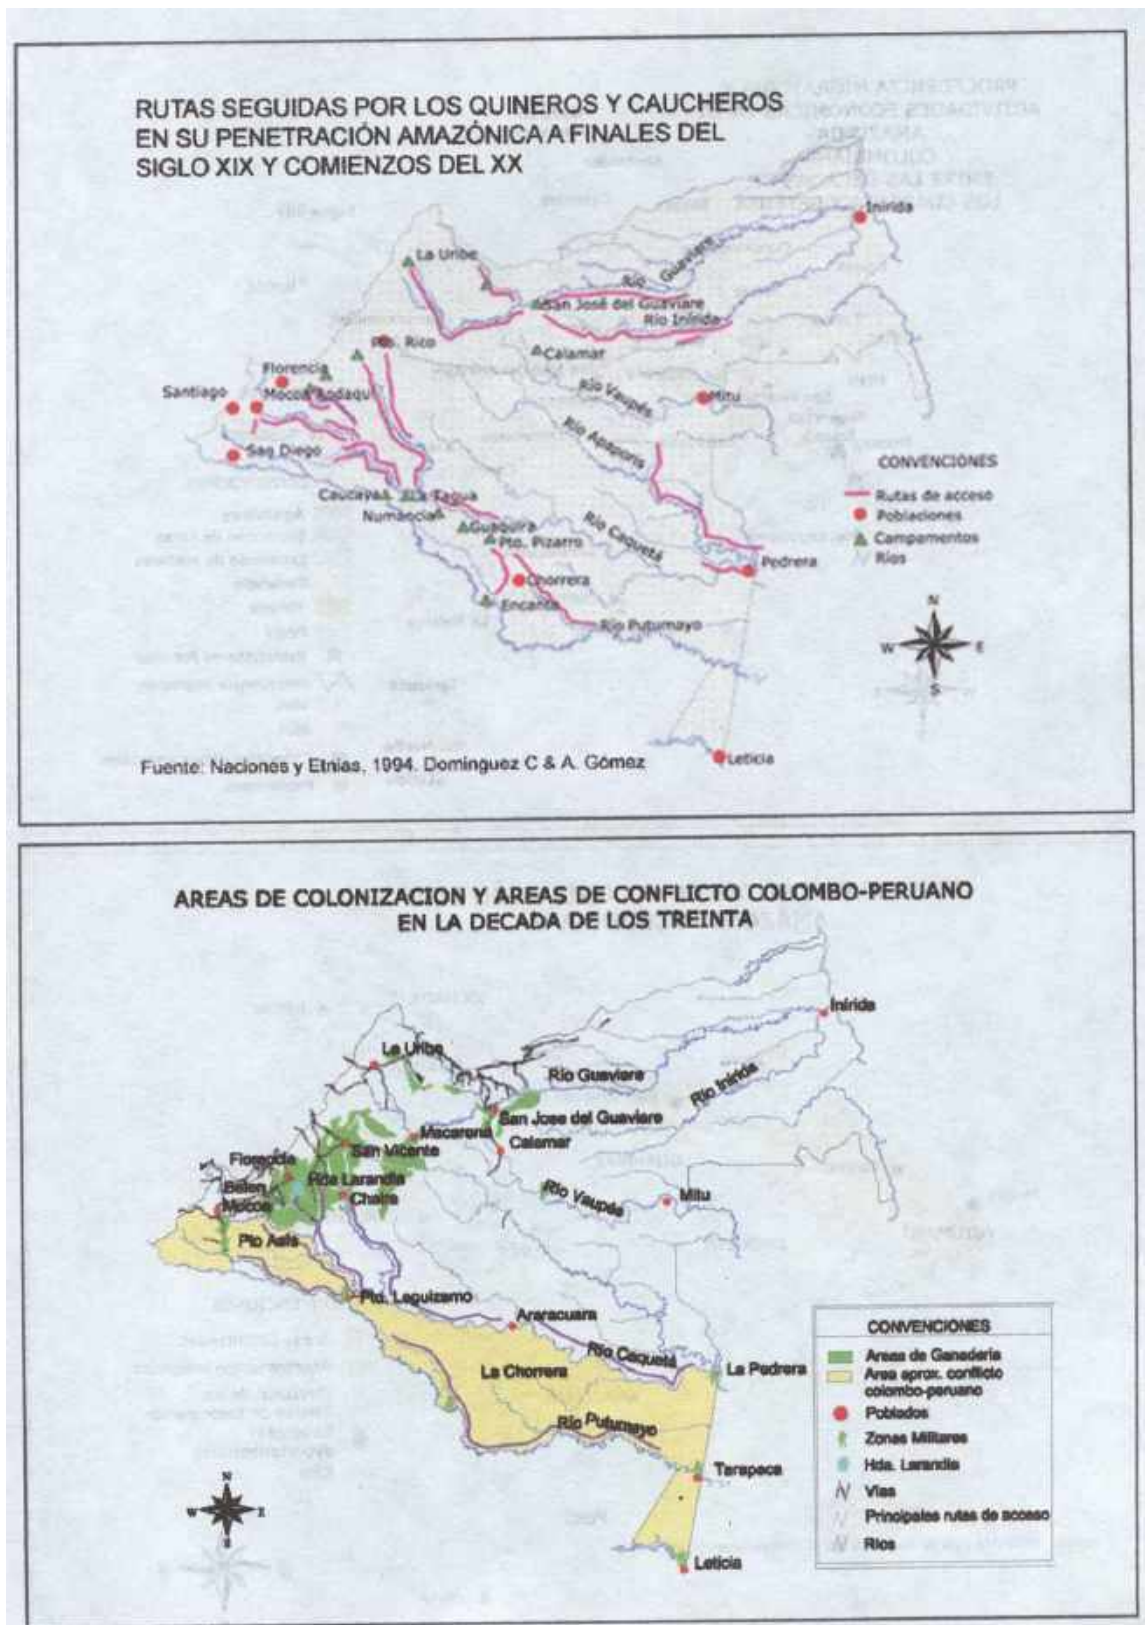 RUTAS SEGUIDAS POR LOS QUINEROS Y CAUCHEROS
EN SU PENETRACIÓN AMAZÓNICA A FINALES DEL
SIGLO XIX Y COMIENZOS DEL XX
Inirida
La Uribe
Río Guaviare
San José del Guaviare
Río Inírida
Pto. Rico
Calamar
Florencia
Santiago
Mocoa Andaquí
Río Vaupés
Mitu
Río Apaporis
San Diego
CONVENCIONES
Rutas de acceso
Poblaciones
Campamentos
Ríos
Caucaya
La Tagua
Numancia
Guaquira
Pto. Pizarro
Río Caquetá
Pedrera
Chorrera
Encanto
Río Putumayo
N
W
E
S
Leticia
Fuente: Naciones y Etnias, 1994. Dominguez C & A. Gómez
AREAS DE COLONIZACION Y AREAS DE CONFLICTO COLOMBO-PERUANO
EN LA DECADA DE LOS TREINTA
Inírida
La Uribe
Río Guaviare
Río Inírida
San Jose del Guaviare
Macarena
Calamar
San Vicente
Florencia
Hda Larandia
Belen
Chaira
Mocoa
Río Vaupés
Mitu
Pto Asis
Pto. Leguizamo
Araracuara
Río Caquetá
La Chorrera
La Pedrera
Río Putumayo
Tarapaca
Leticia
CONVENCIONES
Areas de Ganaderia
Area aprox. conflicto
colombo-peruano
Poblados
Zonas Militares
Hda. Larandia
Vias
Principales rutas de acceso
Rios
N
W
E
S